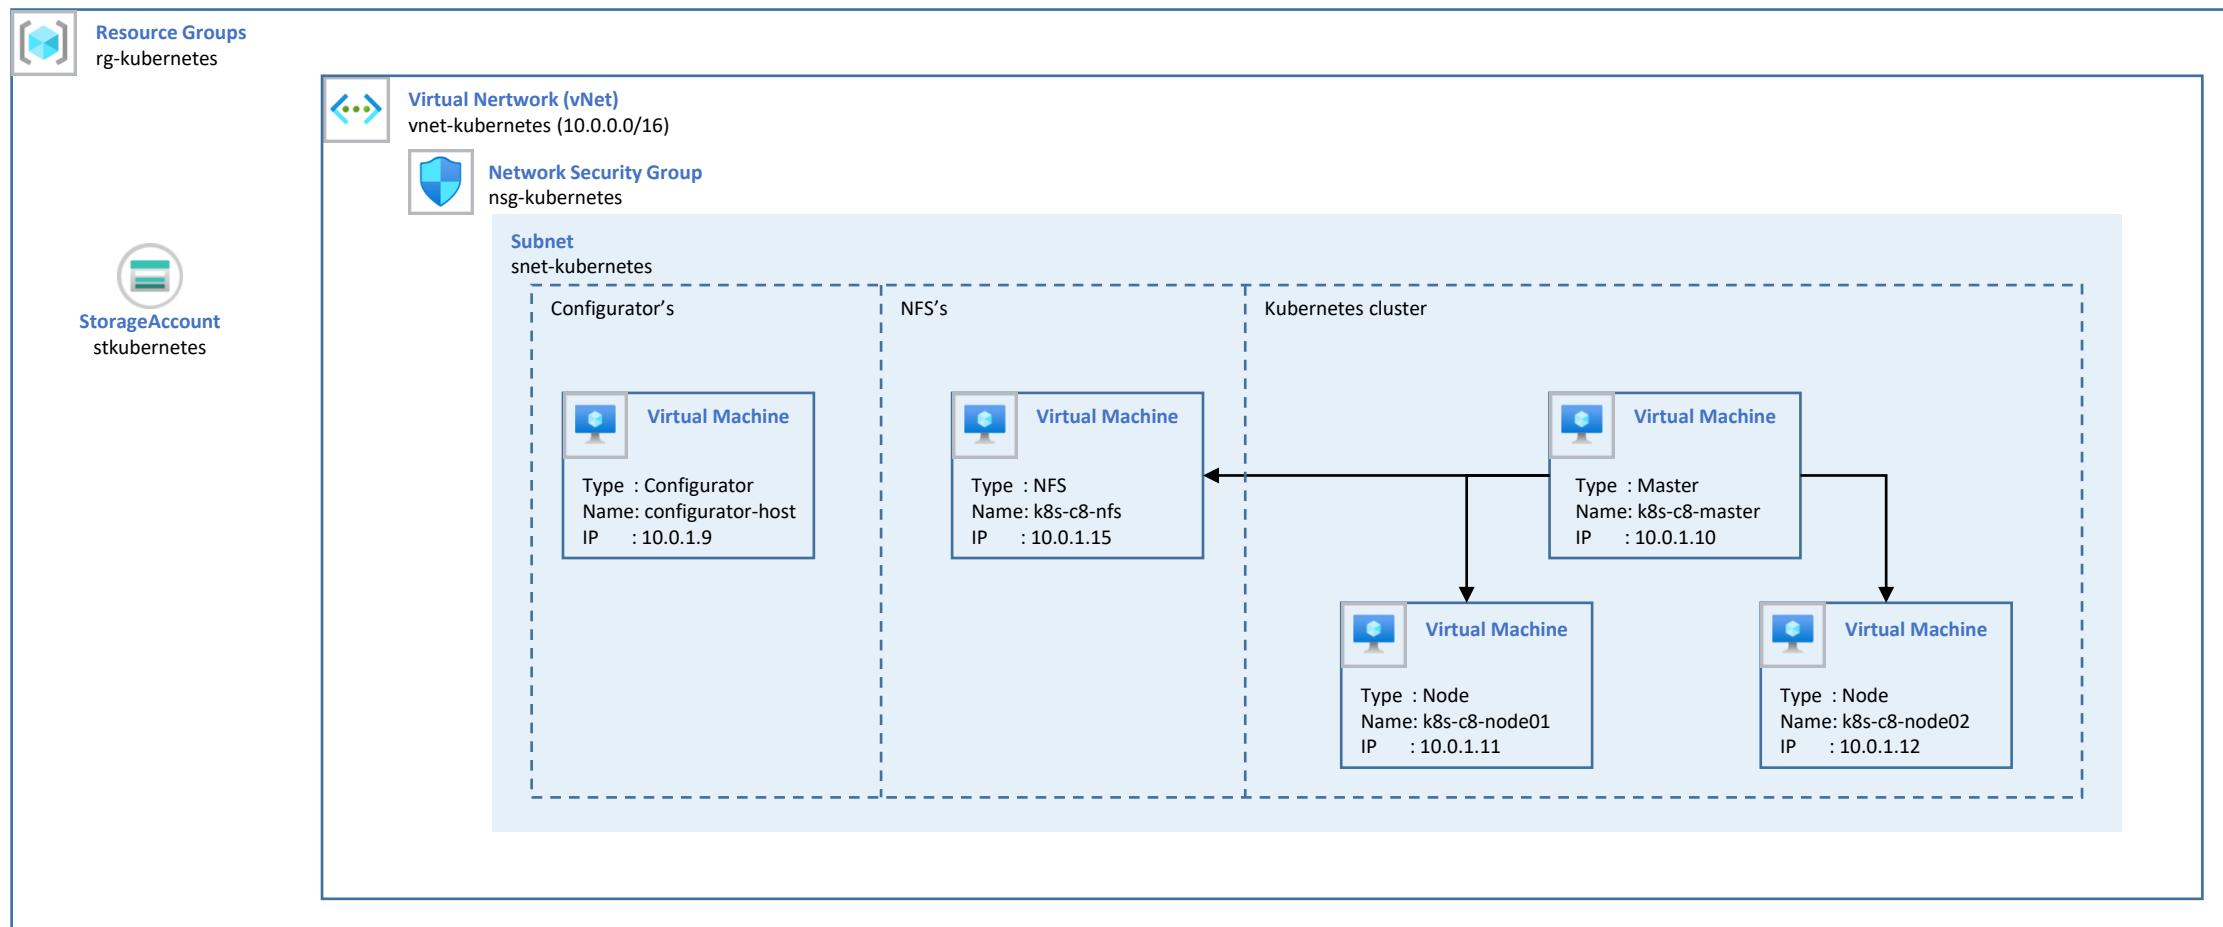 Resource Groups
rg-kubernetes
Virtual Nertwork (vNet)
vnet-kubernetes (10.0.0.0/16)
Network Security Group
nsg-kubernetes
StorageAccount
stkubernetes
Subnet
snet-kubernetes
Configurator’s
Virtual Machine
Type : Configurator
Name: configurator-host
IP : 10.0.1.9
NFS’s
Virtual Machine
Type : NFS
Name: k8s-c8-nfs
IP : 10.0.1.15
Kubernetes cluster
Virtual Machine
Type : Master
Name: k8s-c8-master
IP : 10.0.1.10
Virtual Machine
Type : Node
Name: k8s-c8-node01
IP : 10.0.1.11
Virtual Machine
Type : Node
Name: k8s-c8-node02
IP : 10.0.1.12